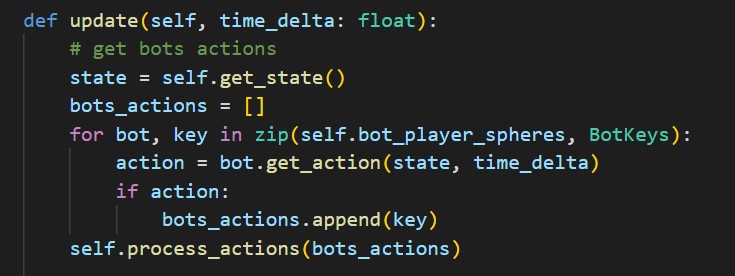 def update(self, time_delta: float):
    # get bots actions
    state = self.get_state()
    bots_actions = []
    for bot, key in zip(self.bot_player_spheres, BotKeys):
        action = bot.get_action(state, time_delta)
        if action:
            bots_actions.append(key)
    self.process_actions(bots_actions)